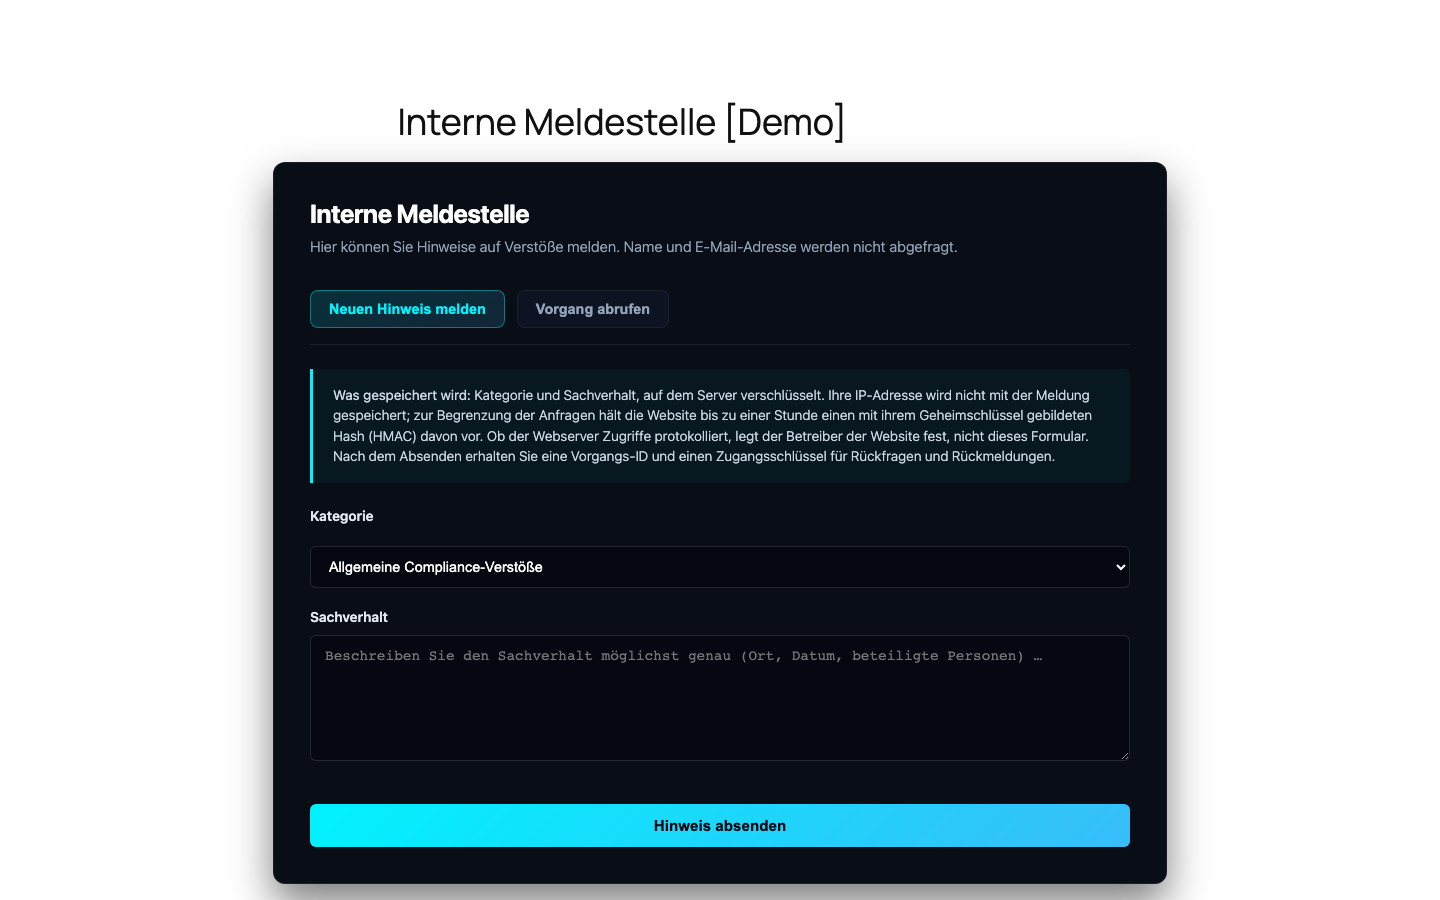 Interne Meldestelle [Demo]
Interne Meldestelle
Hier können Sie Hinweise auf Verstöße melden. Name und E-Mail-Adresse werden nicht abgefragt.
Neuen Hinweis melden
Vorgang abrufen
Was gespeichert wird: Kategorie und Sachverhalt, auf dem Server verschlüsselt. Ihre IP-Adresse wird nicht mit der Meldung
gespeichert; zur Begrenzung der Anfragen hält die Website bis zu einer Stunde einen mit ihrem Geheimschlüssel gebildeten
Hash (HMAC) davon vor. Ob der Webserver Zugriffe protokolliert, legt der Betreiber der Website fest, nicht dieses Formular.
Nach dem Absenden erhalten Sie eine Vorgangs-ID und einen Zugangsschlüssel für Rückfragen und Rückmeldungen.
Kategorie
Allgemeine Compliance-Verstöße
Sachverhalt
Beschreiben Sie den Sachverhalt möglichst genau (Ort, Datum, beteiligte Personen) …
Hinweis absenden